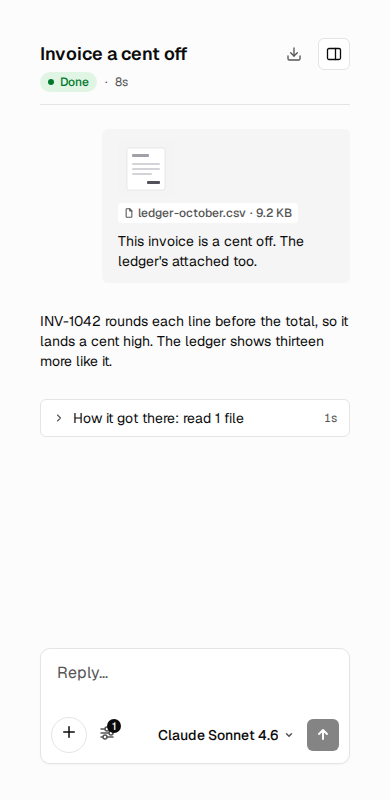 Invoice a cent off
Done · 8s
ledger-october.csv · 9.2 KB
This invoice is a cent off. The
ledger's attached too.
INV-1042 rounds each line before the total, so it
lands a cent high. The ledger shows thirteen
more like it.
How it got there: read 1 file 1s
Reply...
1
Claude Sonnet 4.6